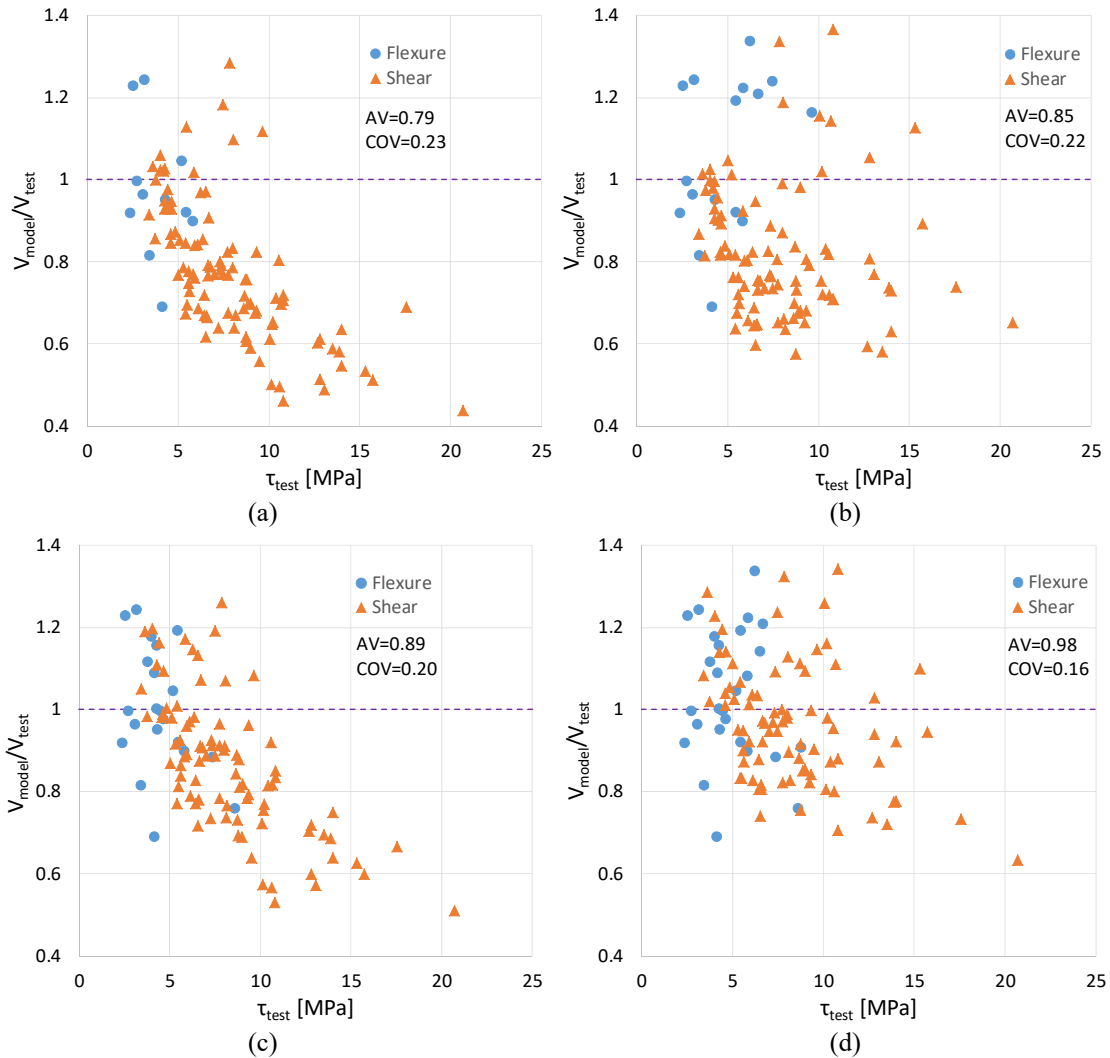 1.4
1.2
1
0.8
0.6
0.4
V_model/V_test
Flexure
Shear
AV=0.79
COV=0.23
0 5 10 15 20 25
τ_test [MPa]
(a)
1.4
1.2
1
0.8
0.6
0.4
V_model/V_test
Flexure
Shear
AV=0.85
COV=0.22
0 5 10 15 20 25
τ_test [MPa]
(b)
1.4
1.2
1
0.8
0.6
0.4
V_model/V_test
Flexure
Shear
AV=0.89
COV=0.20
0 5 10 15 20 25
τ_test [MPa]
(c)
1.4
1.2
1
0.8
0.6
0.4
V_model/V_test
Flexure
Shear
AV=0.98
COV=0.16
0 5 10 15 20 25
τ_test [MPa]
(d)